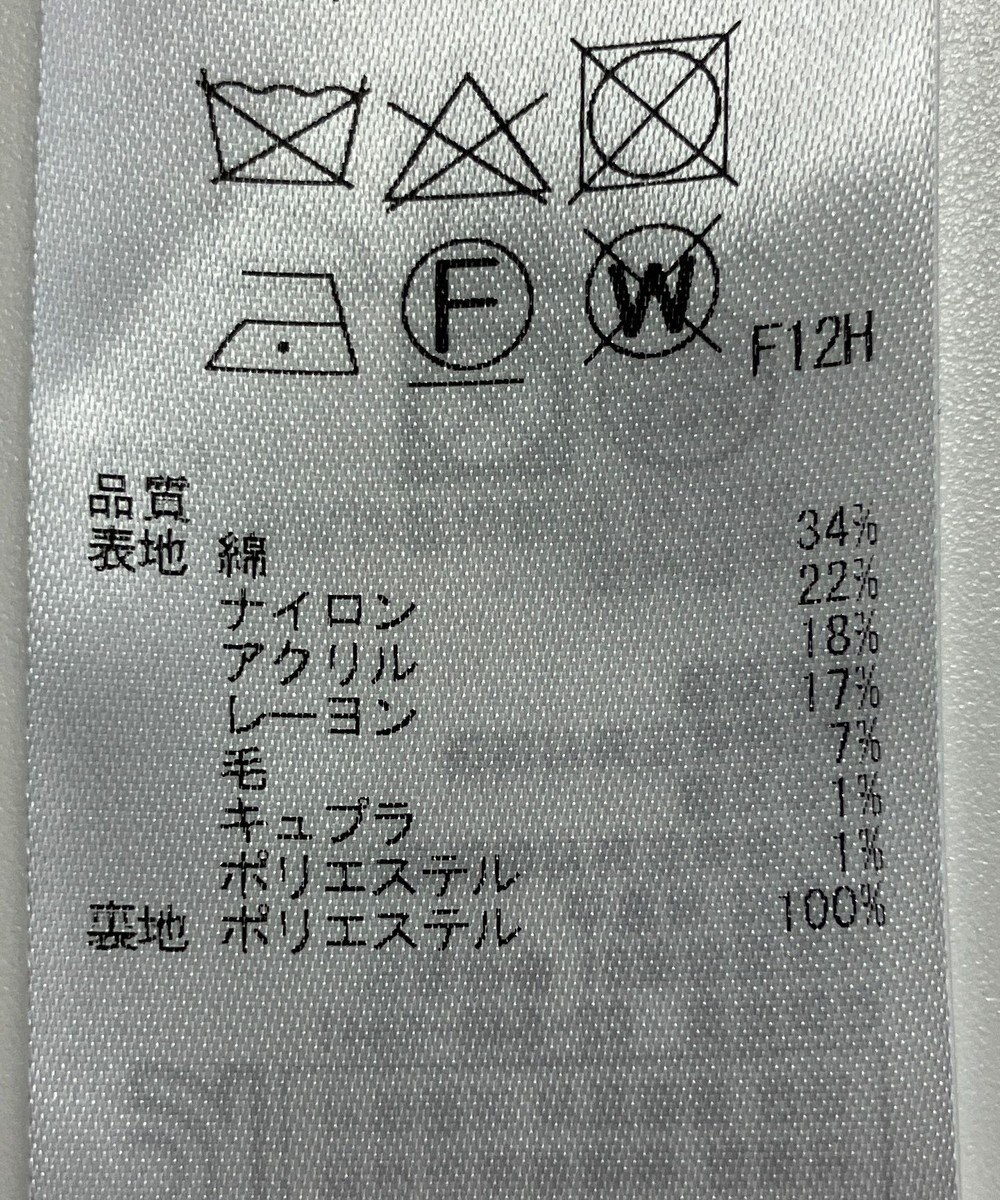 F W F12H
品質
表地 綿 34%
ナイロン 22%
アクリル 18%
レーヨン 17%
毛 7%
キュプラ 1%
ポリエステル 1%
裏地 ポリエステル 100%